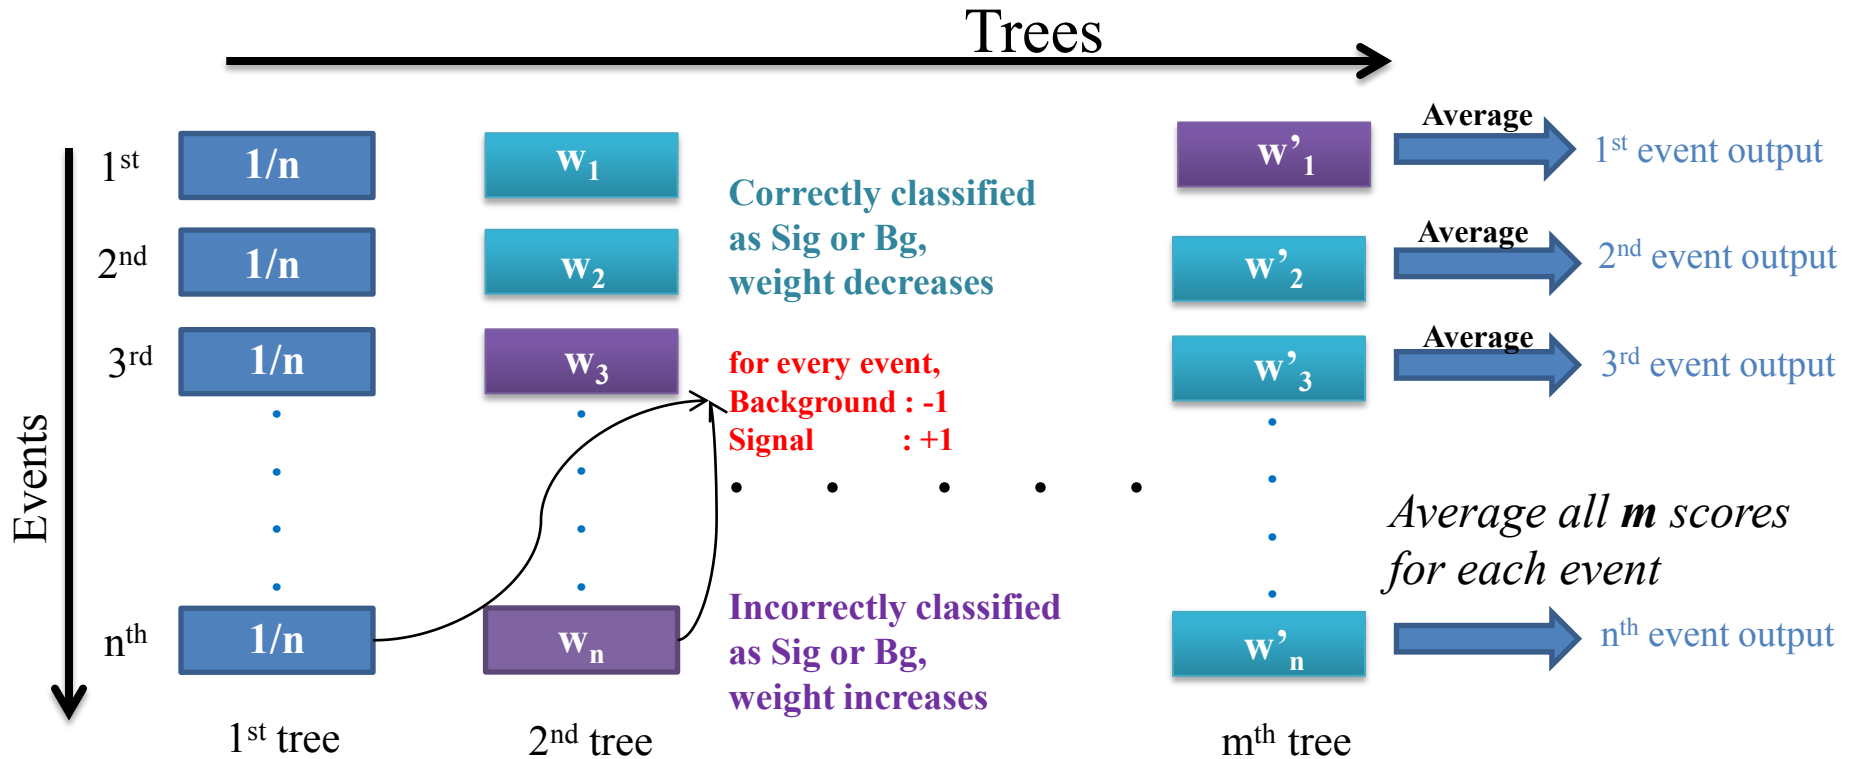 Trees
Events
1st
1/n
w1
w'1
Average
1st event output
2nd
1/n
w2
w'2
Average
2nd event output
3rd
1/n
w3
w'3
Average
3rd event output
Correctly classified
as Sig or Bg,
weight decreases
for every event,
Background : -1
Signal : +1
Average all m scores
for each event
nth
1/n
wn
w'n
nth event output
Incorrectly classified
as Sig or Bg,
weight increases
1st tree
2nd tree
mth tree